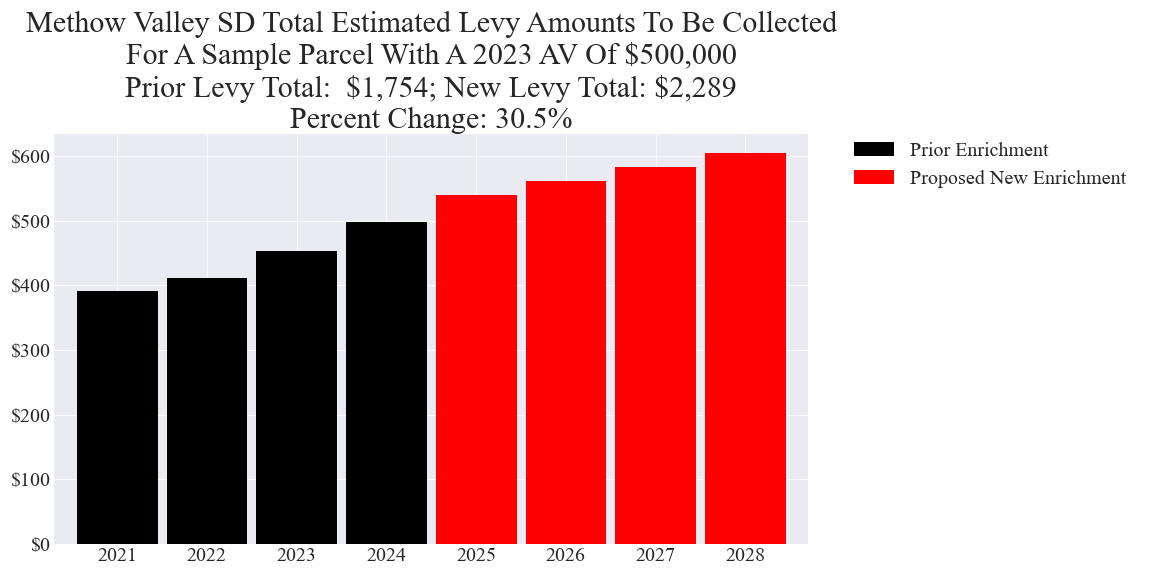 Methow Valley SD Total Estimated Levy Amounts To Be Collected
For A Sample Parcel With A 2023 AV Of $500,000
Prior Levy Total:  $1,754; New Levy Total: $2,289
Percent Change: 30.5%
$600
$500
$400
$300
$200
$100
$0
2021 2022 2023 2024 2025 2026 2027 2028
Prior Enrichment
Proposed New Enrichment